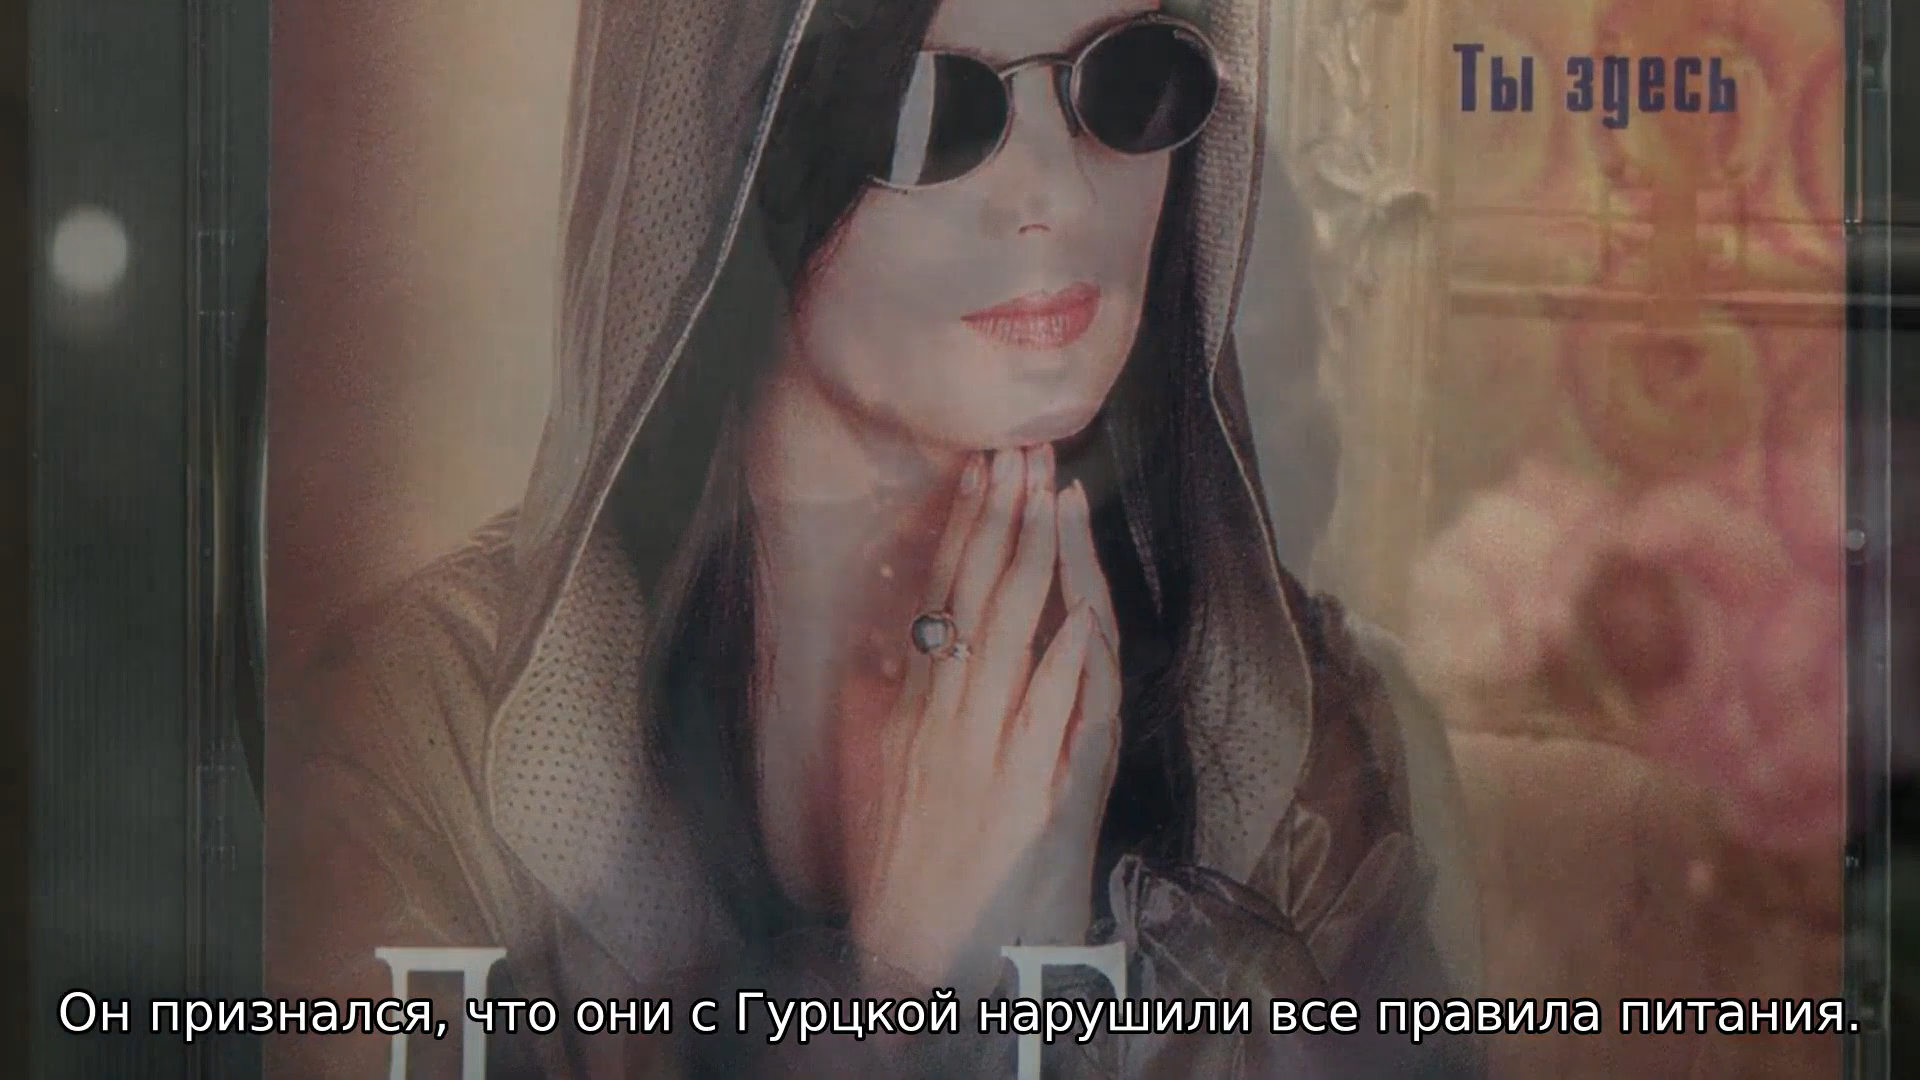 Ты здесь
Л Г
Он признался, что они с Гурцкой нарушили все правила питания.